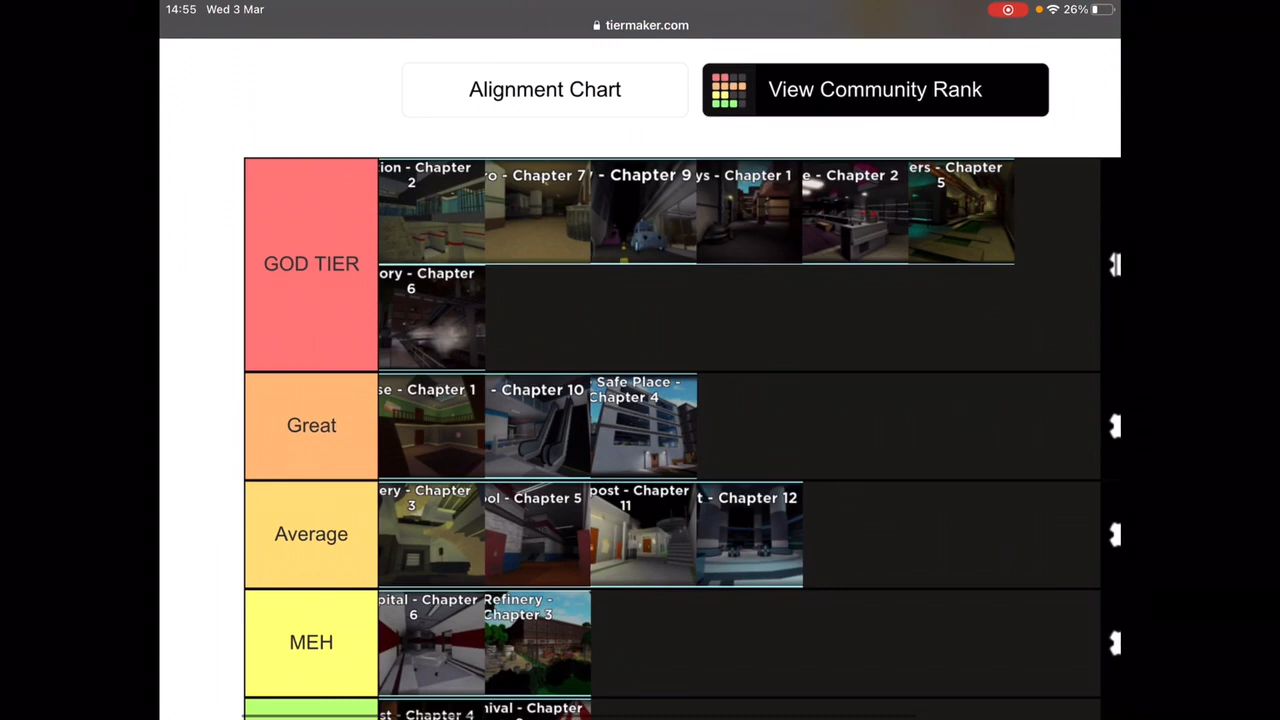 14:55 Wed 3 Mar
26%
tiermaker.com
Alignment Chart
View Community Rank
GOD TIER
ion - Chapter
2
ro - Chapter 7
- Chapter 9
ys - Chapter 1
e - Chapter 2
ers - Chapter
5
ory - Chapter
6
Great
se - Chapter 1
- Chapter 10
Safe Place -
Chapter 4
Average
ery - Chapter
3
ol - Chapter 5
post - Chapter
11
t - Chapter 12
MEH
pital - Chapter
6
Refinery -
Chapter 3
st - Chapter 4
nival - Chapter